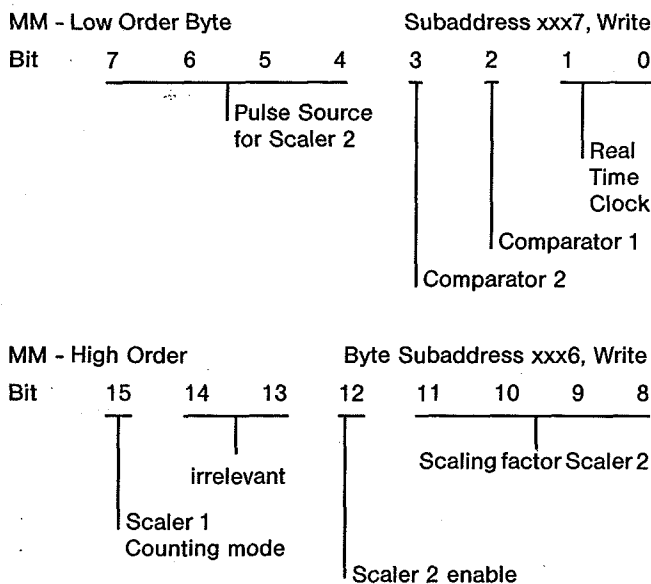 MM - Low Order Byte Subaddress xxx7, Write
Bit 7 6 5 4 3 2 1 0
Pulse Source
for Scaler 2
Real
Time
Clock
Comparator 1
Comparator 2
MM - High Order Byte Subaddress xxx6, Write
Bit 15 14 13 12 11 10 9 8
irrelevant
Scaling factor Scaler 2
Scaler 1
Counting mode
Scaler 2 enable